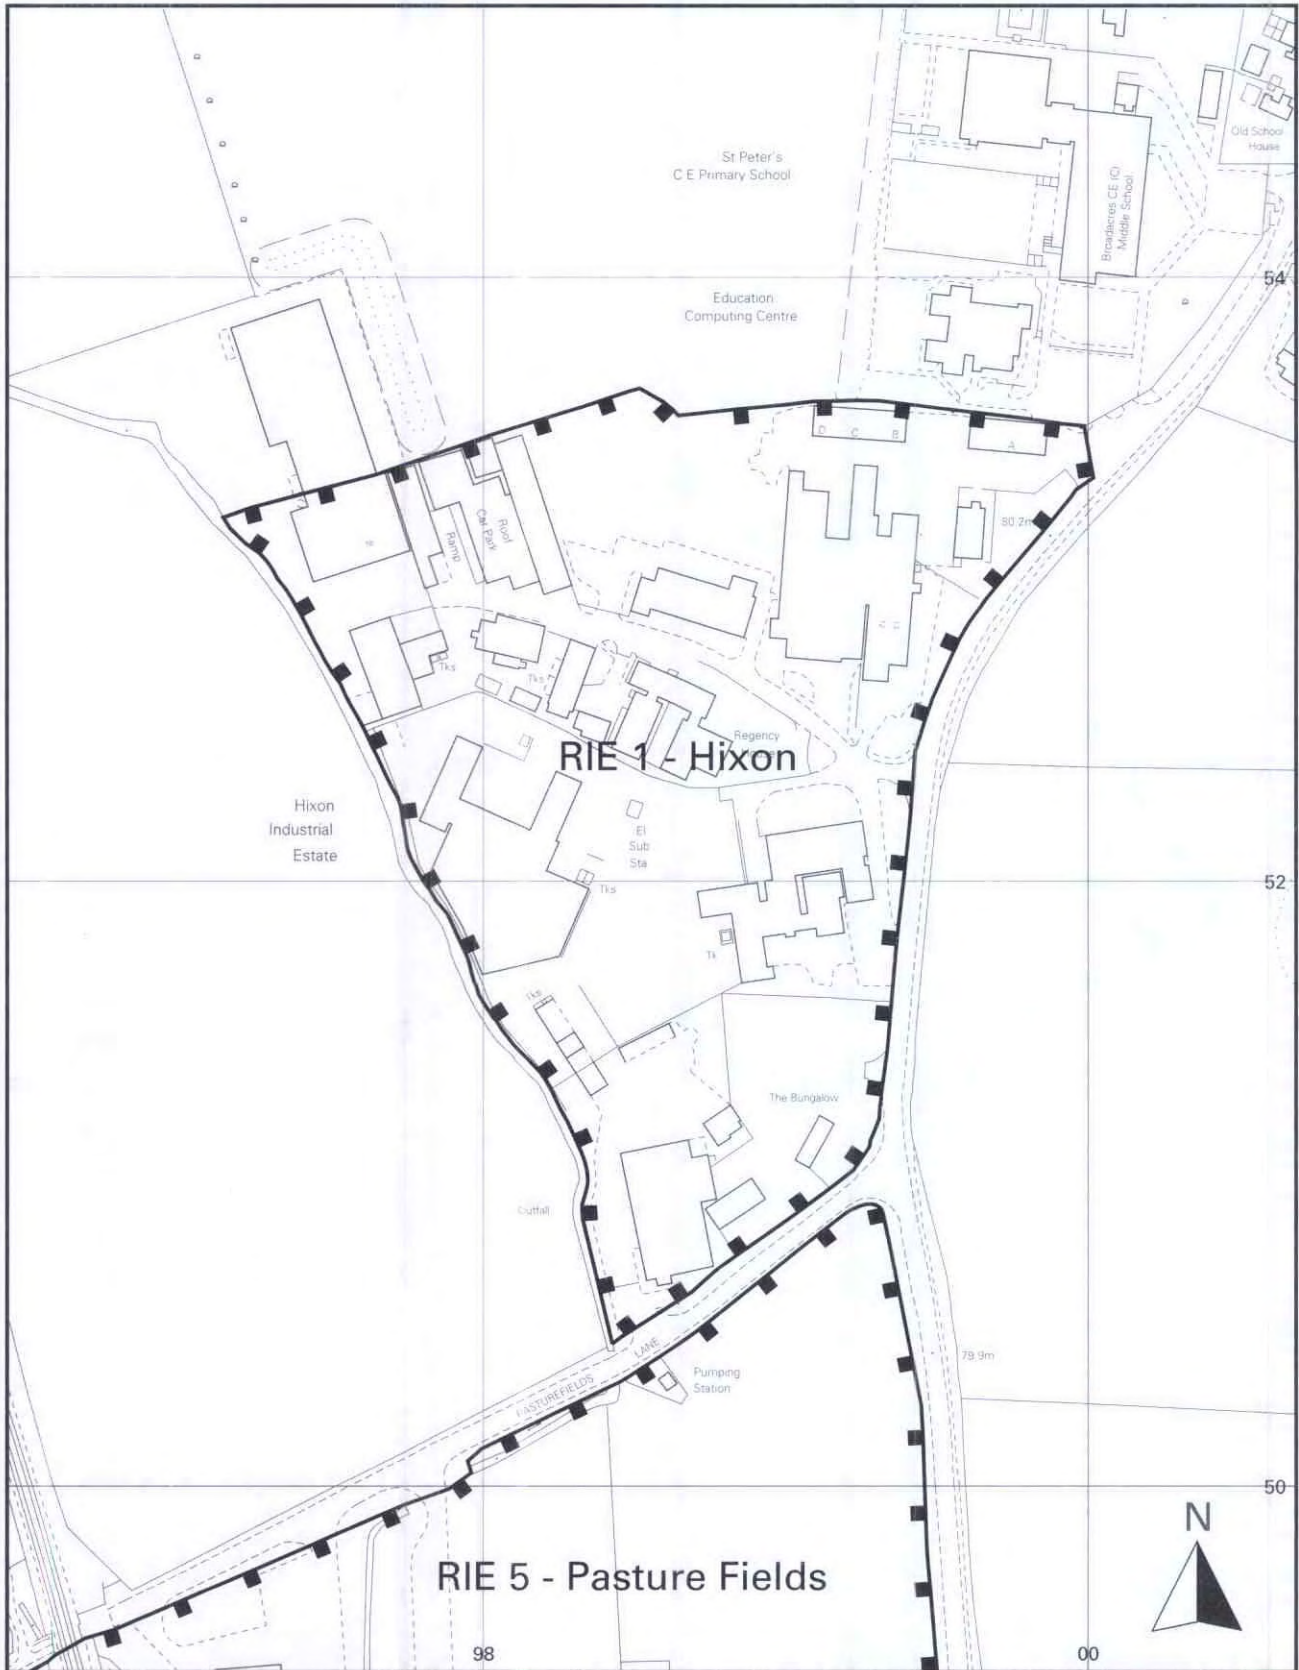 St Peter's
C E Primary School
Old School
House
Broadacres CE (C)
Middle School
54
Education
Computing Centre
D C B
A
80.2m
Roof
Car Park
Ramp
Tks
Tks
Regency
RIE 1 - Hixon
Hixon
Industrial
Estate
El
Sub
Sta
Tks
52
Tk
Tks
The Bungalow
Outfall
79.9m
PASTUREFIELDS LANE
Pumping
Station
50
N
RIE 5 - Pasture Fields
98
00